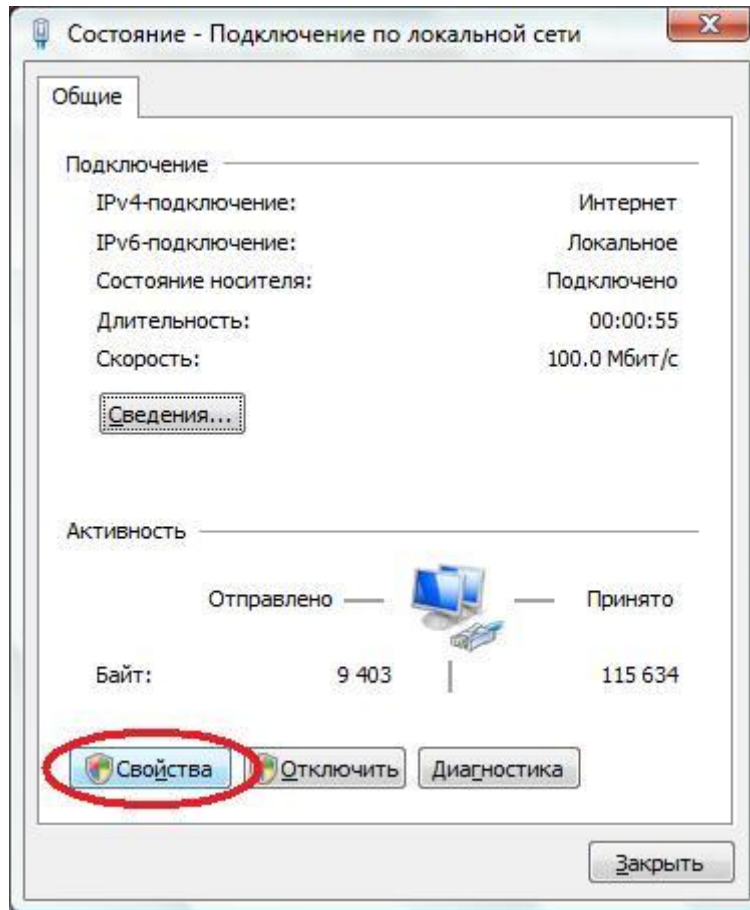 Состояние - Подключение по локальной сети
Общие
Подключение
IPv4-подключение: Интернет
IPv6-подключение: Локальное
Состояние носителя: Подключено
Длительность: 00:00:55
Скорость: 100.0 Мбит/с
Сведения...
Активность
Отправлено Принято
Байт: 9 403 115 634
Свойства Отключить Диагностика
Закрыть